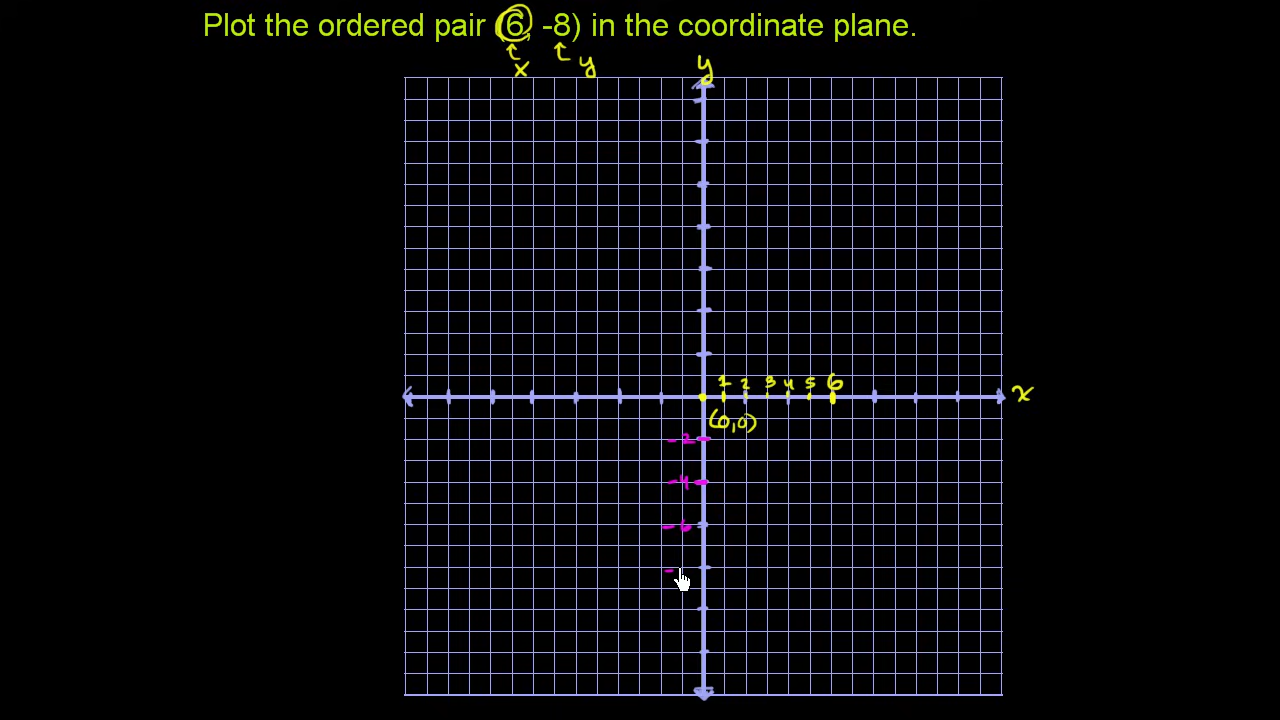 Plot the ordered pair (6, -8) in the coordinate plane.
x y
y
1 2 3 4 5 6
x
(0,0)
-2
-4
-6
-